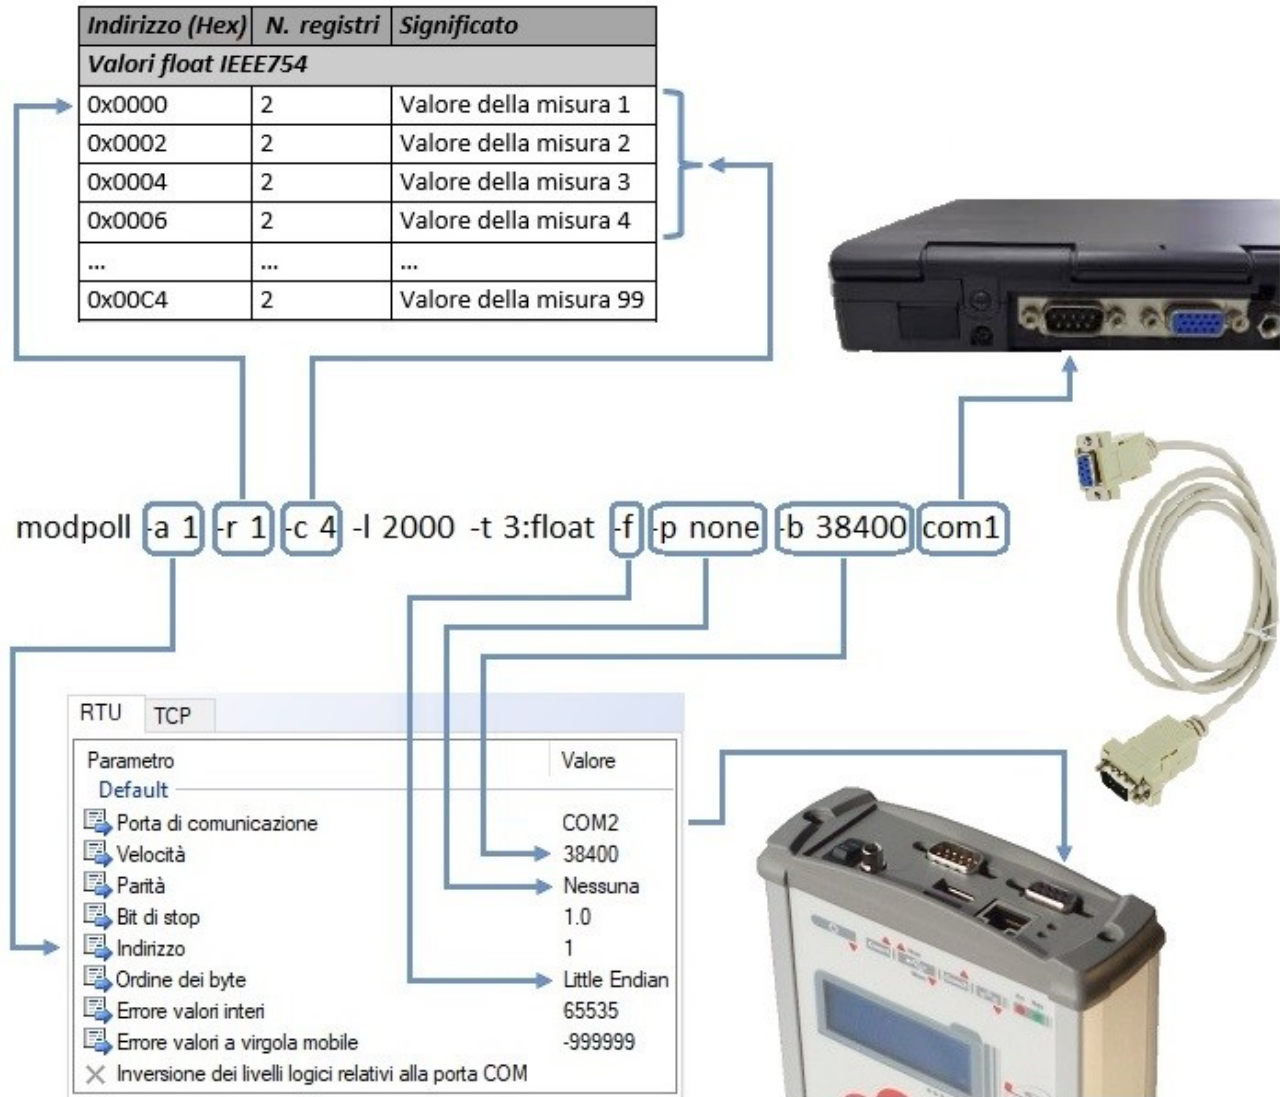 Indirizzo (Hex) N. registri Significato
Valori float IEEE754
0x0000 2 Valore della misura 1
0x0002 2 Valore della misura 2
0x0004 2 Valore della misura 3
0x0006 2 Valore della misura 4
... ... ...
0x00C4 2 Valore della misura 99
modpoll -a 1 -r 1 -c 4 -l 2000 -t 3:float -f -p none -b 38400 com1
RTU TCP
Parametro Valore
Default
Porta di comunicazione COM2
Velocità 38400
Parità Nessuna
Bit di stop 1.0
Indirizzo 1
Ordine dei byte Little Endian
Errore valori interi 65535
Errore valori a virgola mobile -999999
Inversione dei livelli logici relativi alla porta COM